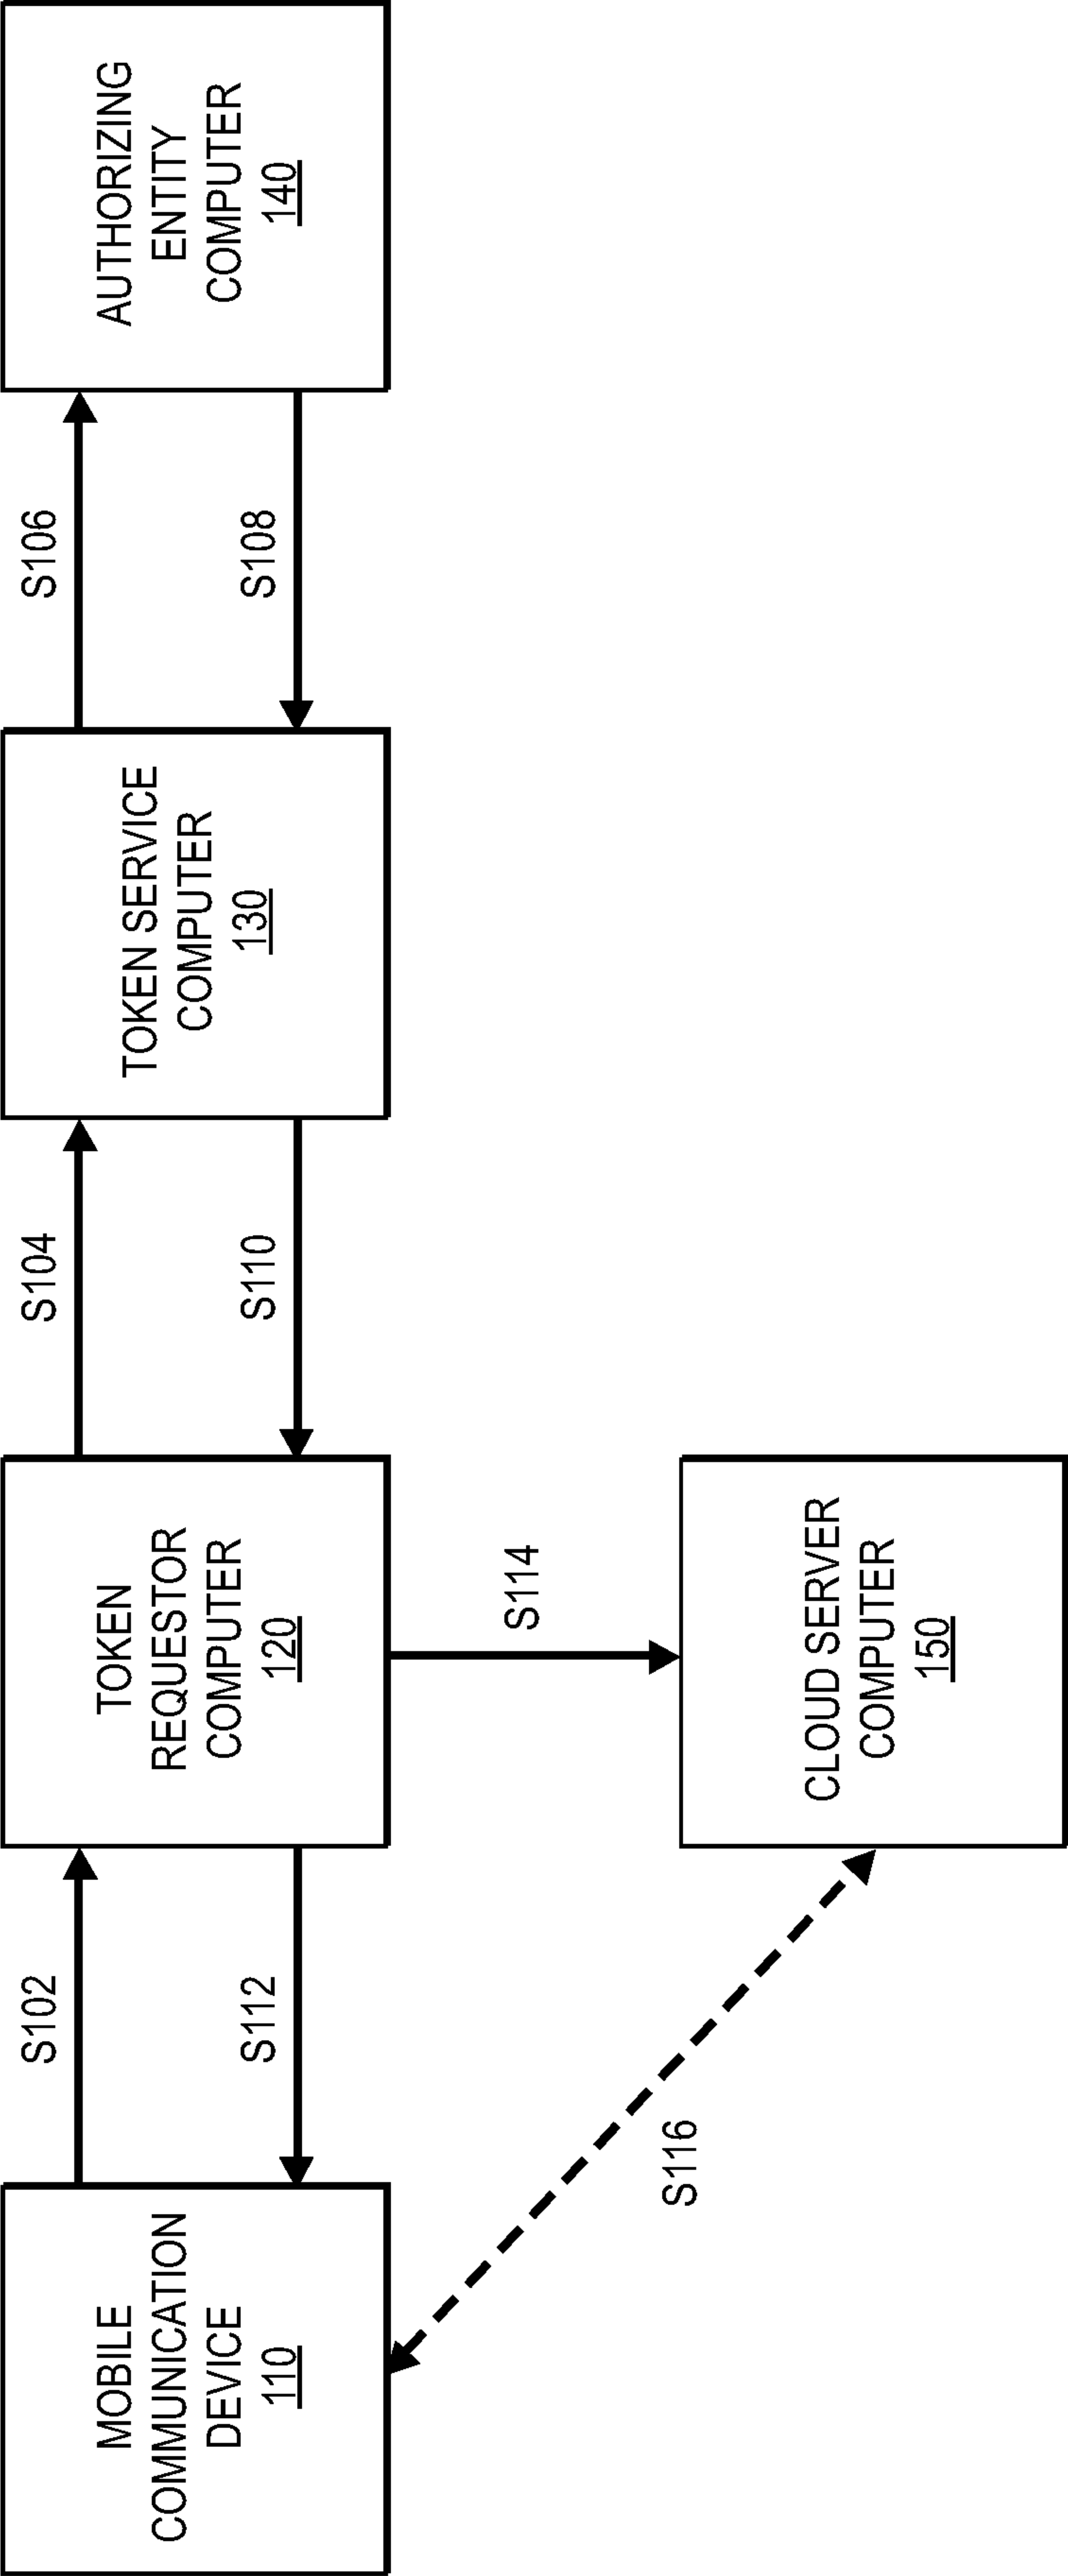 S102
S104
S106
MOBILE
COMMUNICATION
DEVICE
110
TOKEN
REQUESTOR
COMPUTER
120
TOKEN SERVICE
COMPUTER
130
AUTHORIZING
ENTITY
COMPUTER
140
S112
S110
S108
S114
S116
CLOUD SERVER
COMPUTER
150